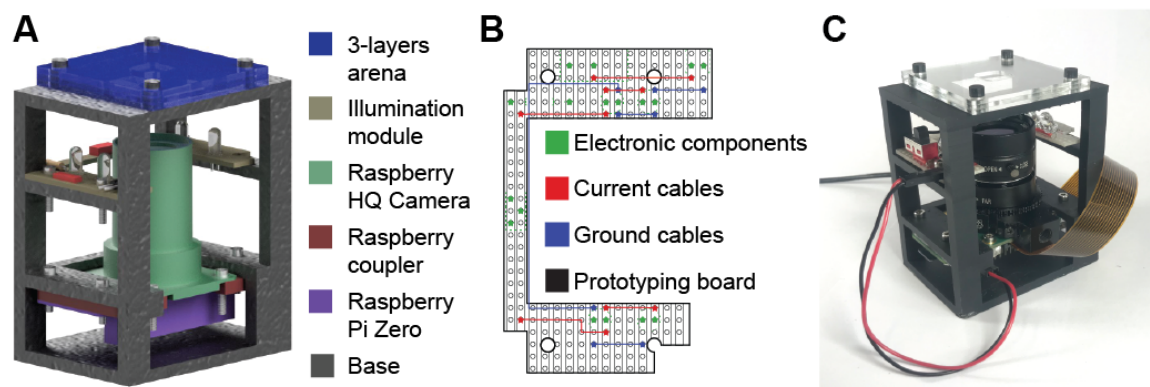 A
3-layers
arena
Illumination
module
Raspberry
HQ Camera
Raspberry
coupler
Raspberry
Pi Zero
Base
B
Electronic components
Current cables
Ground cables
Prototyping board
C